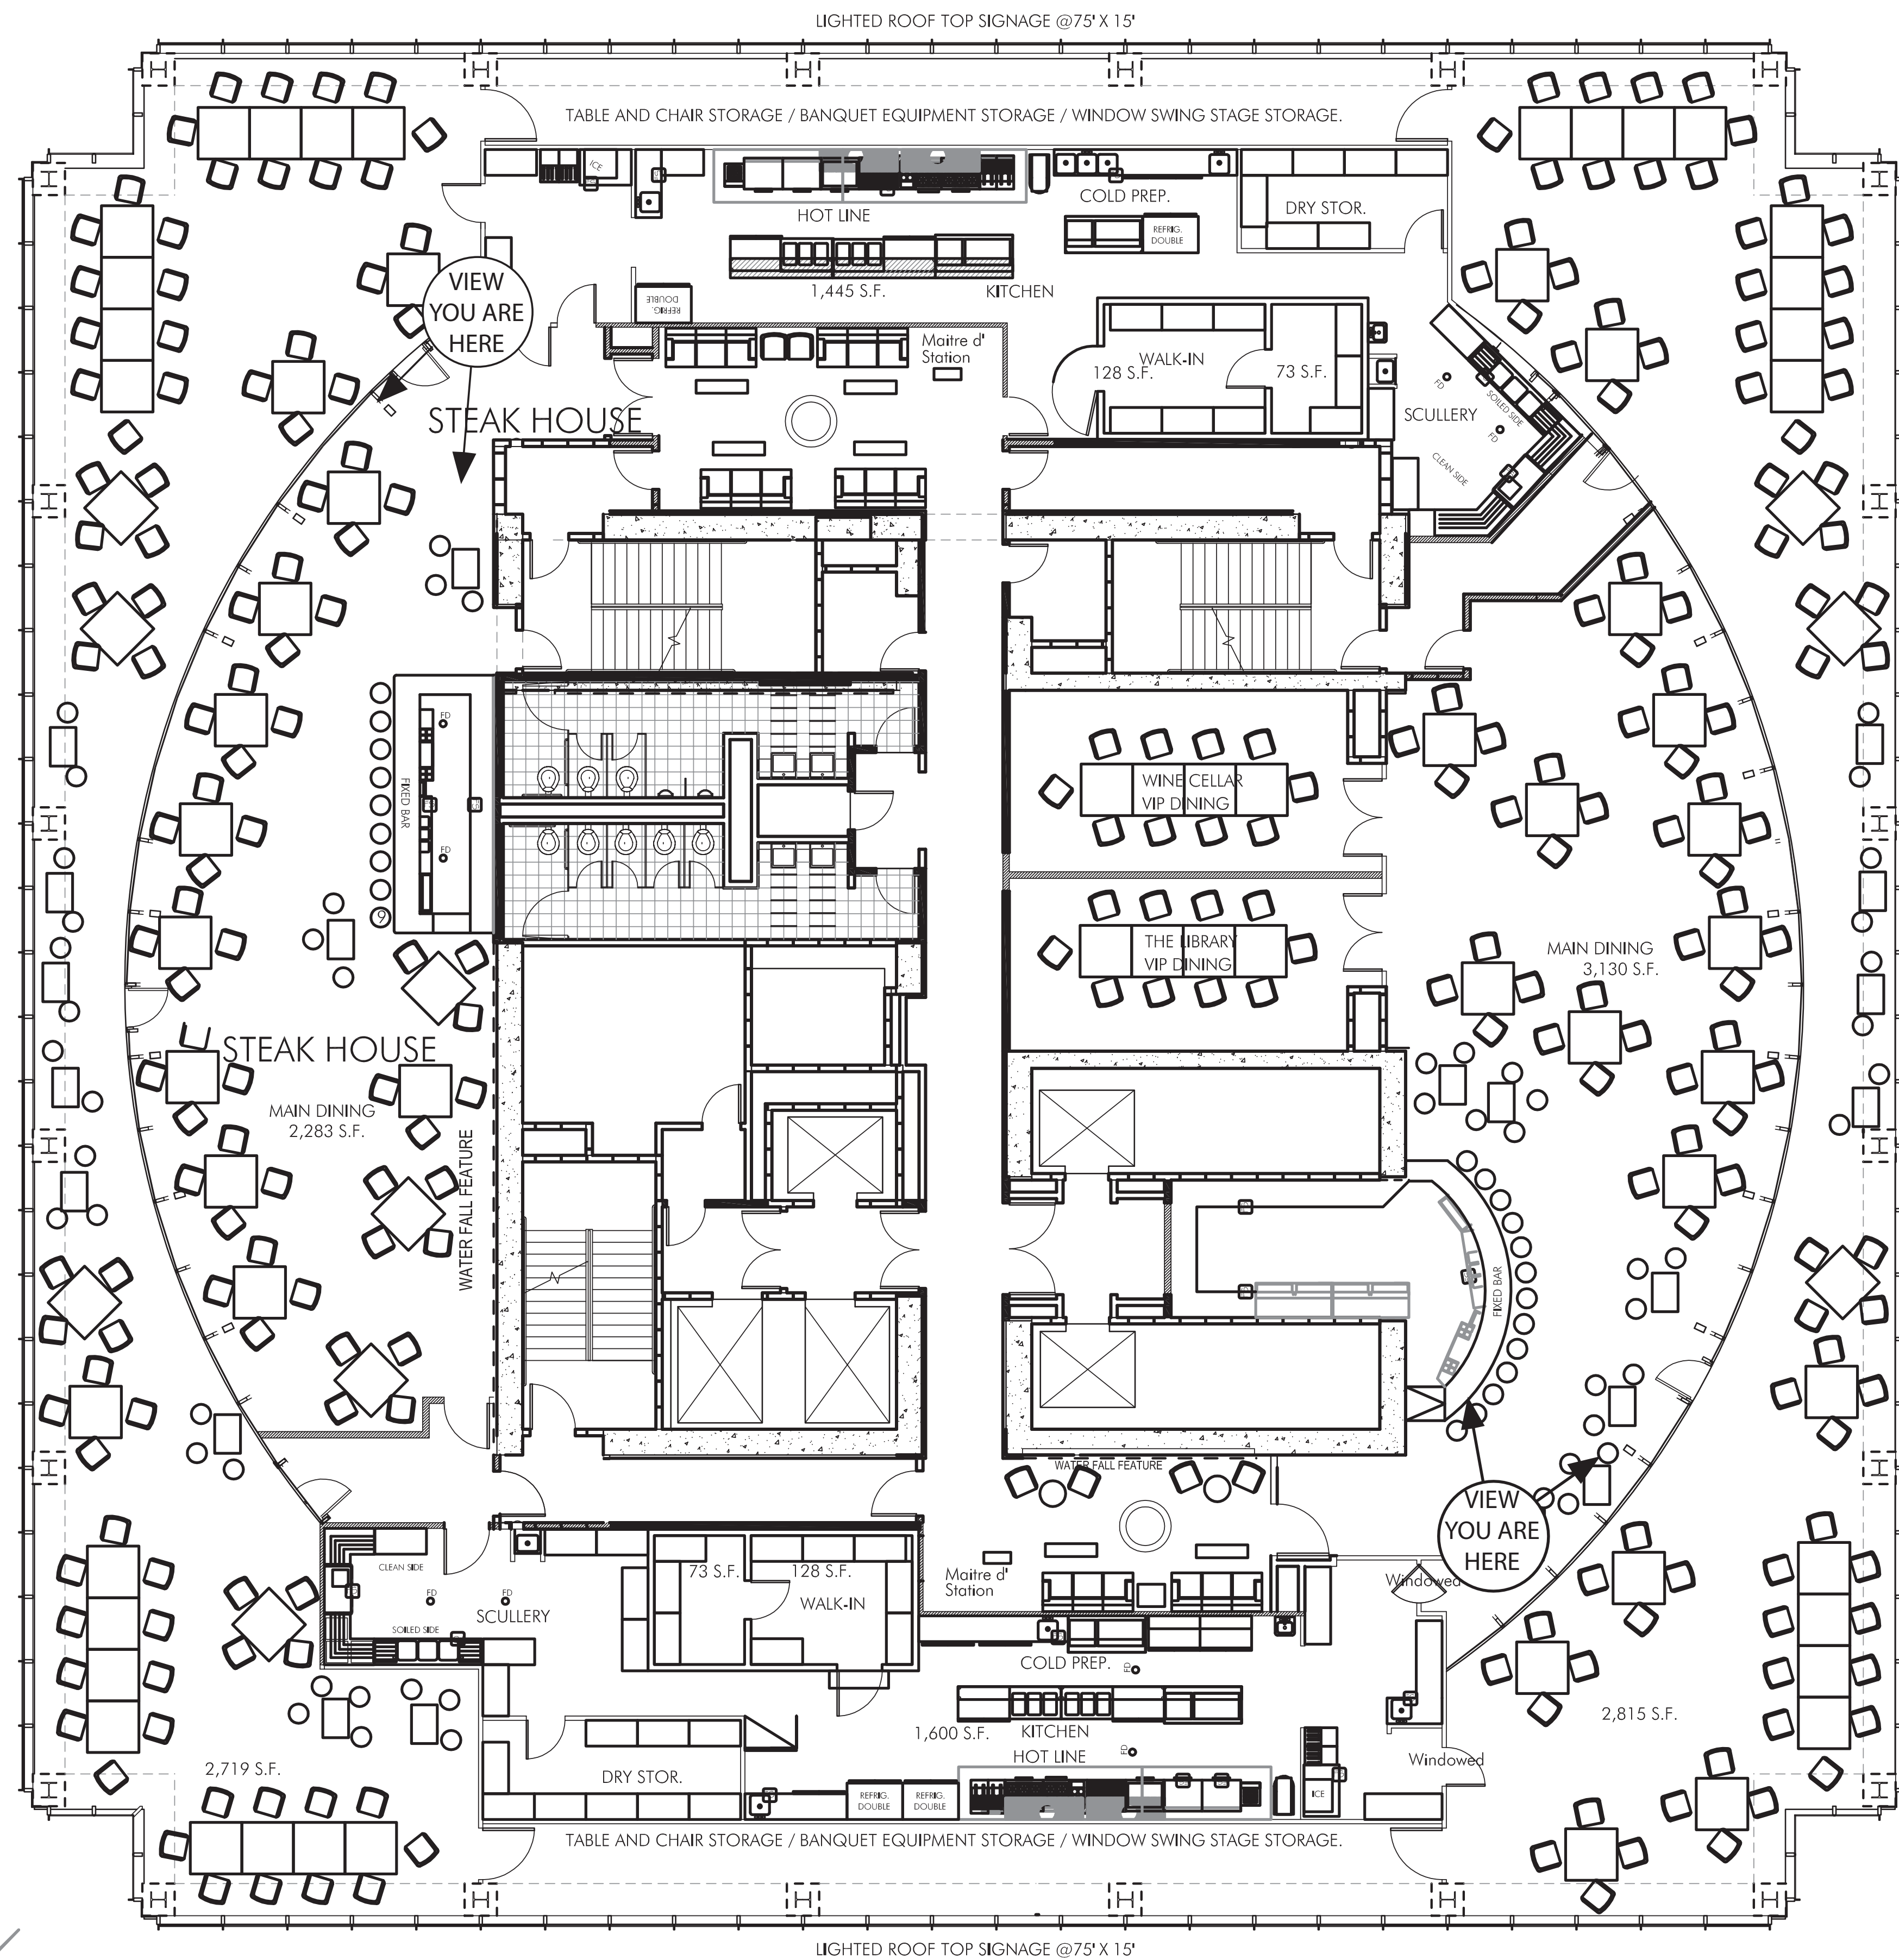 LIGHTED ROOF TOP SIGNAGE @75' X 15'
TABLE AND CHAIR STORAGE / BANQUET EQUIPMENT STORAGE / WINDOW SWING STAGE STORAGE.
ICE
HOT LINE
COLD PREP.
DRY STOR.
REFRIG.
DOUBLE
1,445 S.F.
KITCHEN
REFRIG.
DOUBLE
VIEW
YOU ARE
HERE
Maitre d'
Station
WALK-IN
128 S.F.
73 S.F.
FD
SOILED SIDE
SCULLERY
FD
CLEAN SIDE
STEAK HOUSE
FD
FIXED BAR
FD
9
WINE CELLAR
VIP DINING
THE LIBRARY
VIP DINING
MAIN DINING
3,130 S.F.
STEAK HOUSE
MAIN DINING
2,283 S.F.
WATER FALL FEATURE
FIXED BAR
WATER FALL FEATURE
VIEW
YOU ARE
HERE
CLEAN SIDE
FD
FD
SCULLERY
SOILED SIDE
73 S.F.
128 S.F.
WALK-IN
Maitre d'
Station
Windowed
COLD PREP.
FD
1,600 S.F.
KITCHEN
HOT LINE
FD
2,815 S.F.
Windowed
2,719 S.F.
DRY STOR.
REFRIG.
DOUBLE
REFRIG.
DOUBLE
ICE
TABLE AND CHAIR STORAGE / BANQUET EQUIPMENT STORAGE / WINDOW SWING STAGE STORAGE.
LIGHTED ROOF TOP SIGNAGE @75' X 15'